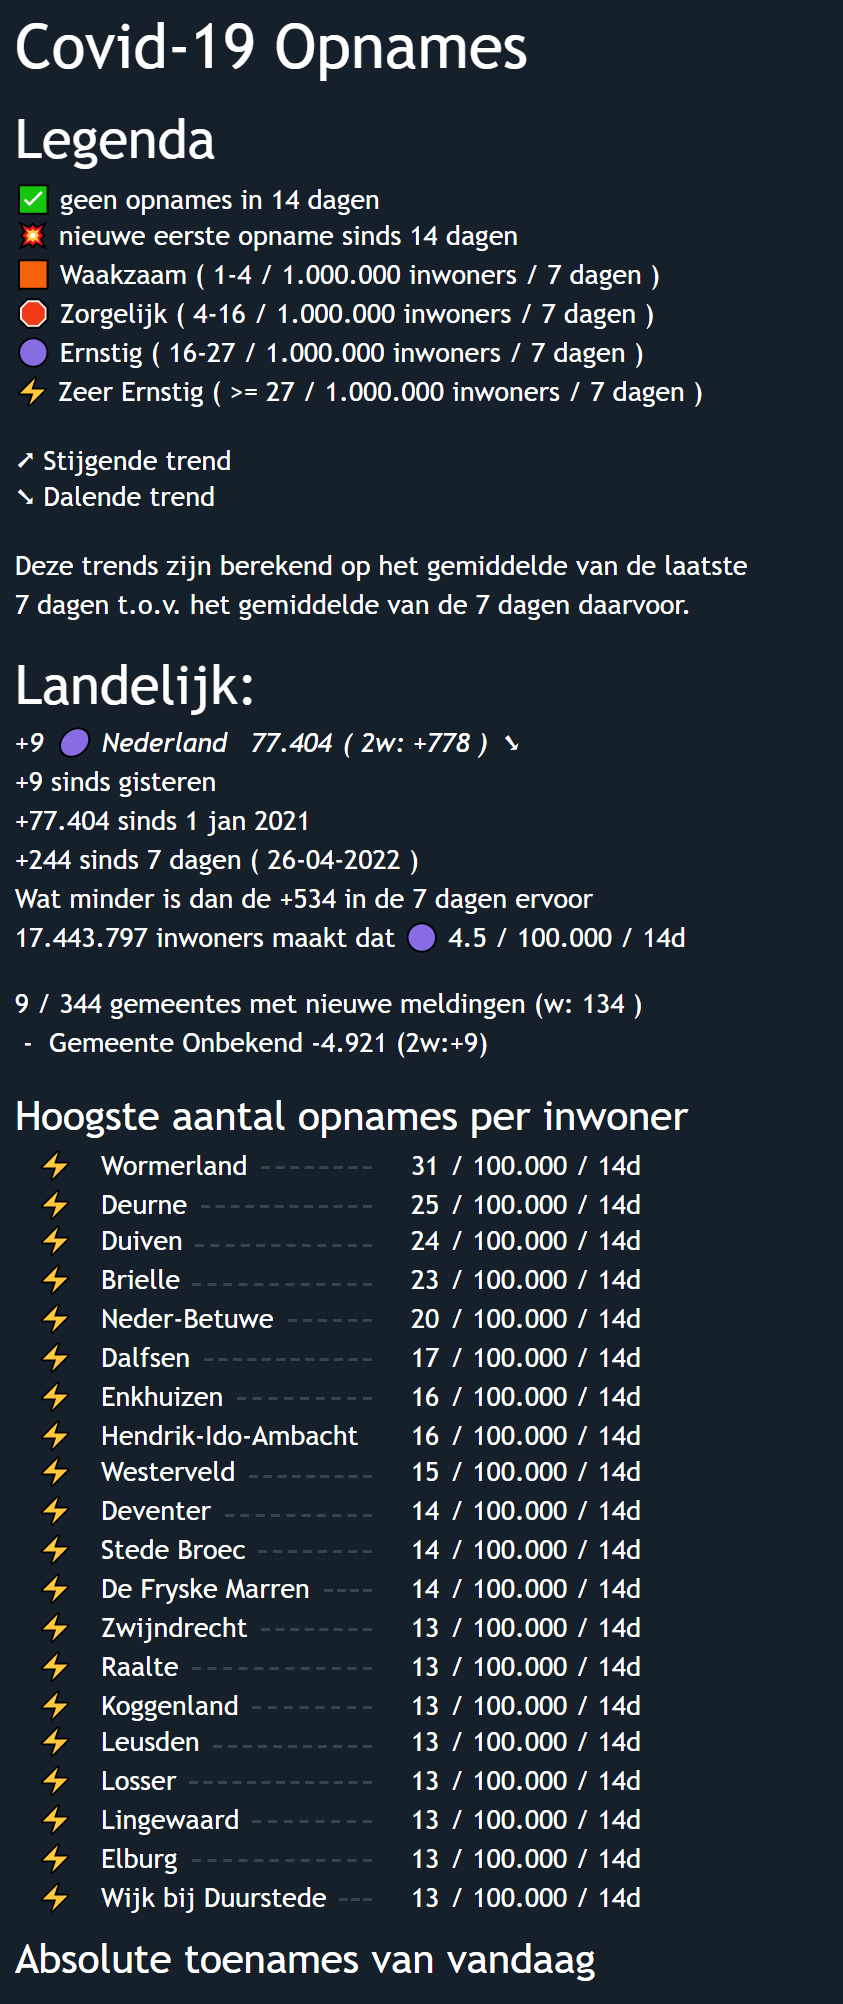 Covid-19 Opnames
Legenda
✅ geen opnames in 14 dagen
💥 nieuwe eerste opname sinds 14 dagen
🟧 Waakzaam ( 1-4 / 1.000.000 inwoners / 7 dagen )
🛑 Zorgelijk ( 4-16 / 1.000.000 inwoners / 7 dagen )
🟣 Ernstig ( 16-27 / 1.000.000 inwoners / 7 dagen )
⚡ Zeer Ernstig ( >= 27 / 1.000.000 inwoners / 7 dagen )
➚ Stijgende trend
➘ Dalende trend
Deze trends zijn berekend op het gemiddelde van de laatste
7 dagen t.o.v. het gemiddelde van de 7 dagen daarvoor.
Landelijk:
+9 🟣 Nederland 77.404 ( 2w: +778 ) ➘
+9 sinds gisteren
+77.404 sinds 1 jan 2021
+244 sinds 7 dagen ( 26-04-2022 )
Wat minder is dan de +534 in de 7 dagen ervoor
17.443.797 inwoners maakt dat 🟣 4.5 / 100.000 / 14d
9 / 344 gemeentes met nieuwe meldingen (w: 134 )
- Gemeente Onbekend -4.921 (2w:+9)
Hoogste aantal opnames per inwoner
⚡ Wormerland -------- 31 / 100.000 / 14d
⚡ Deurne ------------- 25 / 100.000 / 14d
⚡ Duiven ------------- 24 / 100.000 / 14d
⚡ Brielle ------------- 23 / 100.000 / 14d
⚡ Neder-Betuwe ------ 20 / 100.000 / 14d
⚡ Dalfsen ------------ 17 / 100.000 / 14d
⚡ Enkhuizen ---------- 16 / 100.000 / 14d
⚡ Hendrik-Ido-Ambacht 16 / 100.000 / 14d
⚡ Westerveld --------- 15 / 100.000 / 14d
⚡ Deventer ----------- 14 / 100.000 / 14d
⚡ Stede Broec -------- 14 / 100.000 / 14d
⚡ De Fryske Marren ---- 14 / 100.000 / 14d
⚡ Zwijndrecht -------- 13 / 100.000 / 14d
⚡ Raalte ------------- 13 / 100.000 / 14d
⚡ Koggenland --------- 13 / 100.000 / 14d
⚡ Leusden ------------ 13 / 100.000 / 14d
⚡ Losser ------------- 13 / 100.000 / 14d
⚡ Lingewaard --------- 13 / 100.000 / 14d
⚡ Elburg ------------- 13 / 100.000 / 14d
⚡ Wijk bij Duurstede --- 13 / 100.000 / 14d
Absolute toenames van vandaag